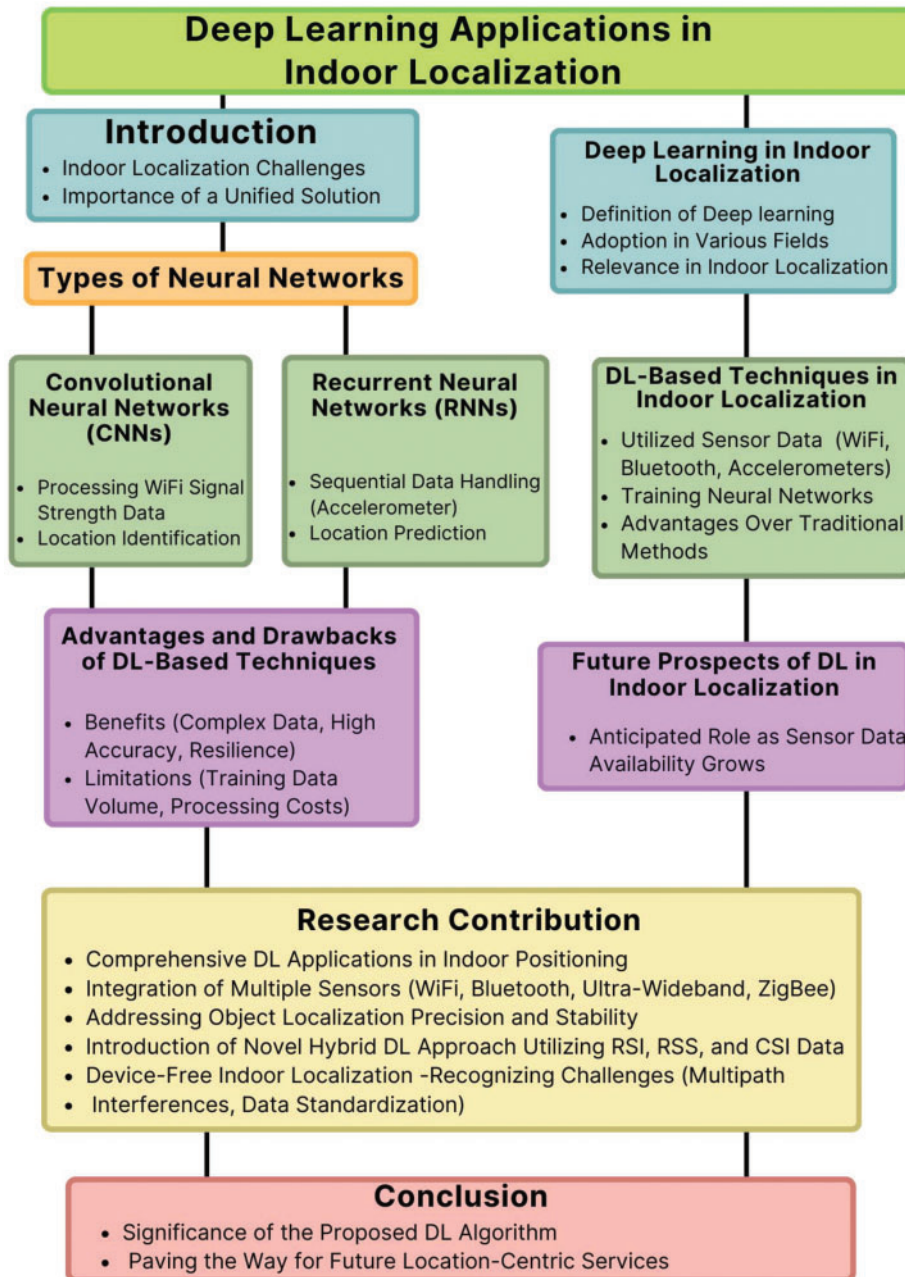 Deep Learning Applications in
Indoor Localization
Introduction
• Indoor Localization Challenges
• Importance of a Unified Solution
Deep Learning in Indoor
Localization
• Definition of Deep learning
• Adoption in Various Fields
• Relevance in Indoor Localization
Types of Neural Networks
Convolutional
Neural Networks
(CNNs)
• Processing WiFi Signal
Strength Data
• Location Identification
Recurrent Neural
Networks (RNNs)
• Sequential Data Handling
(Accelerometer)
• Location Prediction
DL-Based Techniques in
Indoor Localization
• Utilized Sensor Data (WiFi,
Bluetooth, Accelerometers)
• Training Neural Networks
• Advantages Over Traditional
Methods
Advantages and Drawbacks
of DL-Based Techniques
• Benefits (Complex Data, High
Accuracy, Resilience)
• Limitations (Training Data
Volume, Processing Costs)
Future Prospects of DL in
Indoor Localization
• Anticipated Role as Sensor Data
Availability Grows
Research Contribution
• Comprehensive DL Applications in Indoor Positioning
• Integration of Multiple Sensors (WiFi, Bluetooth, Ultra-Wideband, ZigBee)
• Addressing Object Localization Precision and Stability
• Introduction of Novel Hybrid DL Approach Utilizing RSI, RSS, and CSI Data
• Device-Free Indoor Localization -Recognizing Challenges (Multipath
• Interferences, Data Standardization)
Conclusion
• Significance of the Proposed DL Algorithm
• Paving the Way for Future Location-Centric Services